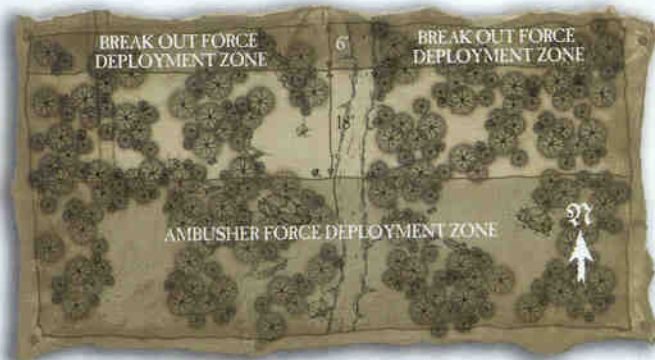 BREAK OUT FORCE
DEPLOYMENT ZONE
6"
BREAK OUT FORCE
DEPLOYMENT ZONE
18"
AMBUSHER FORCE DEPLOYMENT ZONE
N